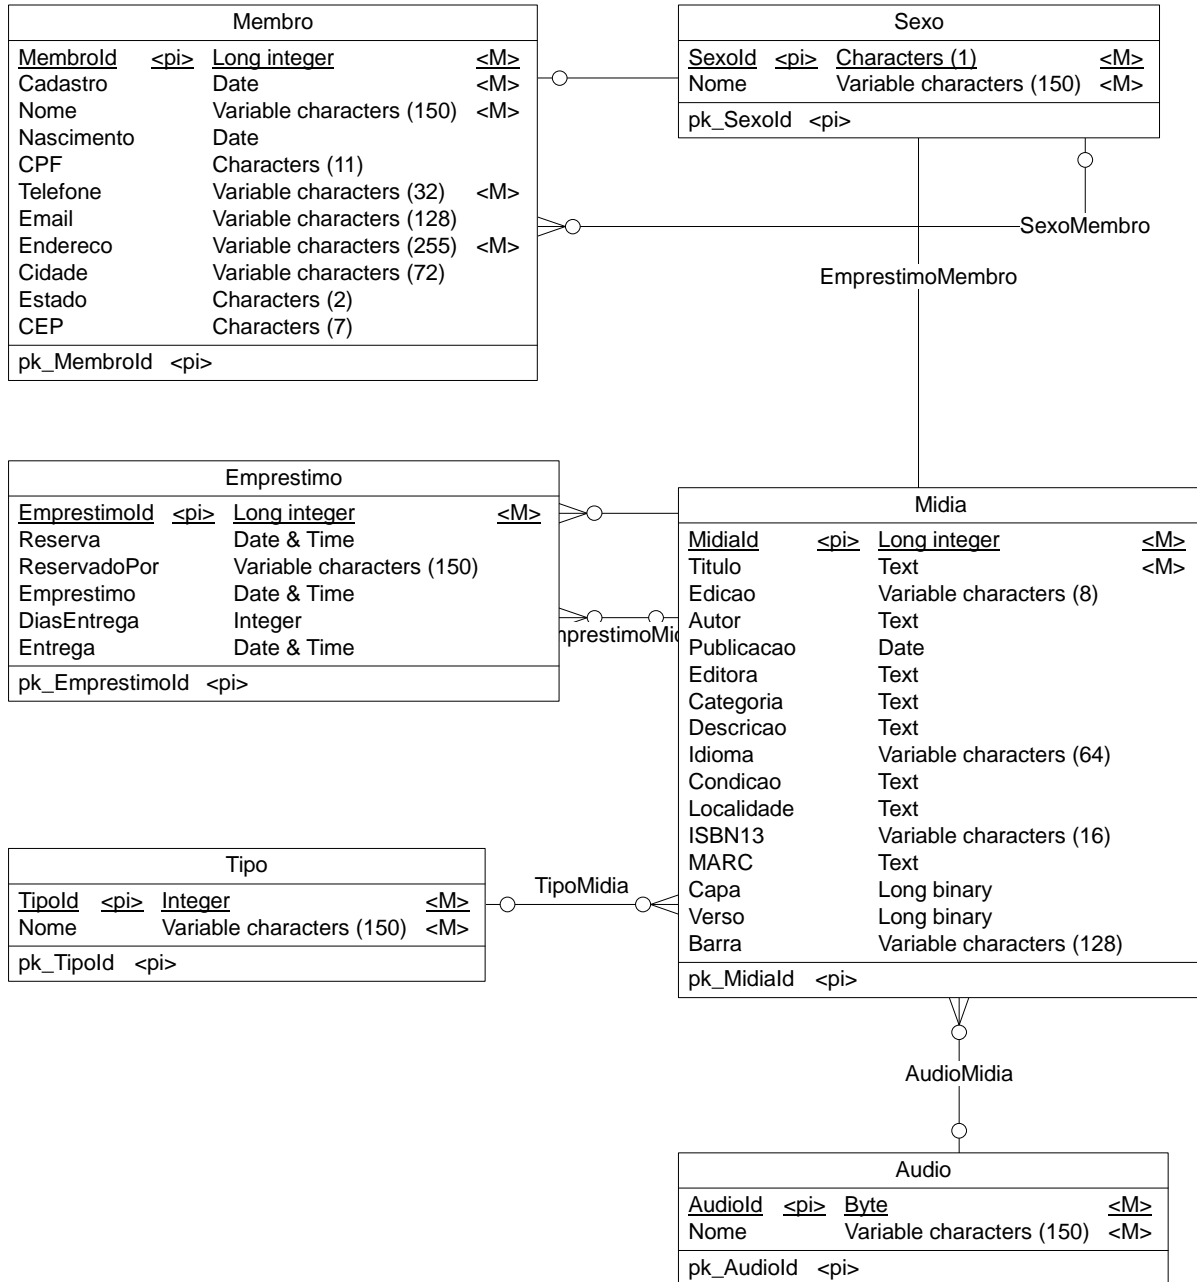 Membro
MembroId <pi> Long integer <M>
Cadastro Date <M>
Nome Variable characters (150) <M>
Nascimento Date
CPF Characters (11)
Telefone Variable characters (32) <M>
Email Variable characters (128)
Endereco Variable characters (255) <M>
Cidade Variable characters (72)
Estado Characters (2)
CEP Characters (7)
pk_MembroId <pi>
Sexo
SexoId <pi> Characters (1) <M>
Nome Variable characters (150) <M>
pk_SexoId <pi>
SexoMembro
EmprestimoMembro
Emprestimo
EmprestimoId <pi> Long integer <M>
Reserva Date & Time
ReservadoPor Variable characters (150)
Emprestimo Date & Time
DiasEntrega Integer
Entrega Date & Time
pk_EmprestimoId <pi>
Midia
MidiaId <pi> Long integer <M>
Titulo Text <M>
Edicao Variable characters (8)
Autor Text
Publicacao Date
Editora Text
Categoria Text
Descricao Text
Idioma Variable characters (64)
Condicao Text
Localidade Text
ISBN13 Variable characters (16)
MARC Text
Capa Long binary
Verso Long binary
Barra Variable characters (128)
pk_MidiaId <pi>
Tipo
TipoId <pi> Integer <M>
Nome Variable characters (150) <M>
pk_TipoId <pi>
TipoMidia
AudioMidia
Audio
AudioId <pi> Byte <M>
Nome Variable characters (150) <M>
pk_AudioId <pi>